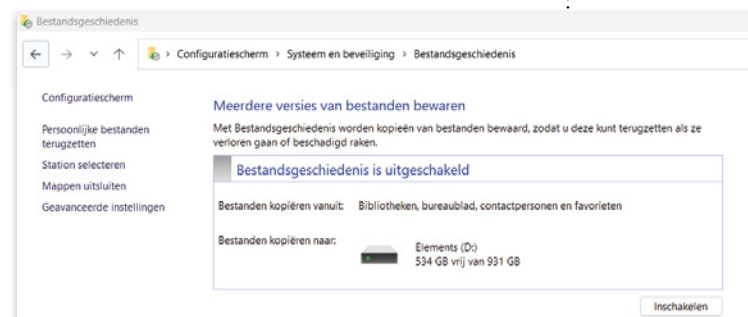 Bestandsgeschiedenis
Configuratiescherm > Systeem en beveiliging > Bestandsgeschiedenis
Configuratiescherm
Persoonlijke bestanden
terugzetten
Station selecteren
Mappen uitsluiten
Geavanceerde instellingen
Meerdere versies van bestanden bewaren
Met Bestandsgeschiedenis worden kopieën van bestanden bewaard, zodat u deze kunt terugzetten als ze
verloren gaan of beschadigd raken.
Bestandsgeschiedenis is uitgeschakeld
Bestanden kopiëren vanuit: Bibliotheken, bureaublad, contactpersonen en favorieten
Bestanden kopiëren naar:
Elements (D:)
534 GB vrij van 931 GB
Inschakelen